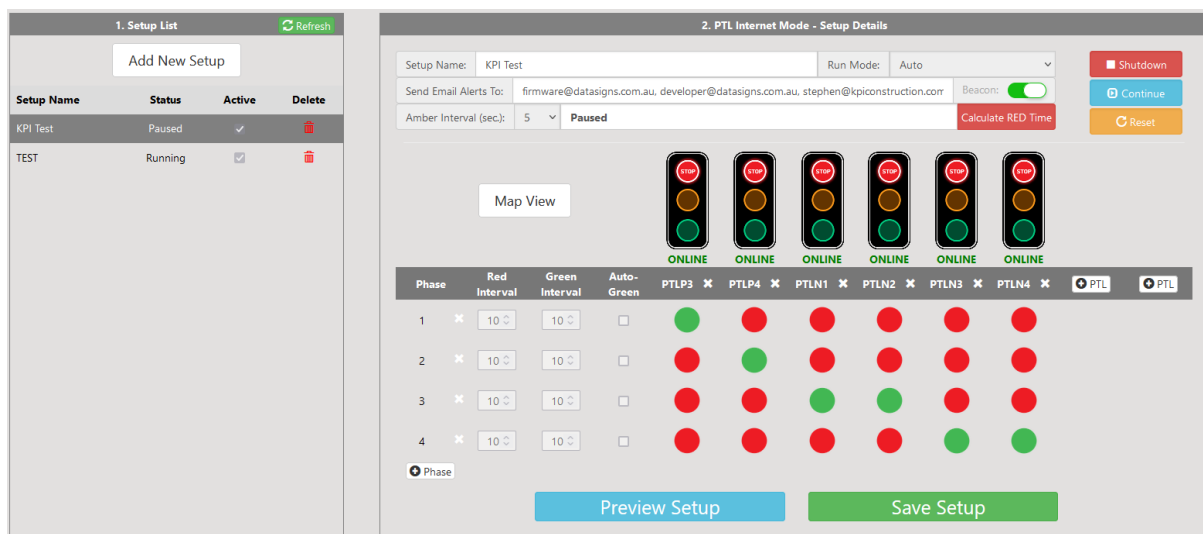 1. Setup List
Refresh
Add New Setup
Setup Name Status Active Delete
KPI Test Paused
TEST Running
2. PTL Internet Mode - Setup Details
Setup Name: KPI Test Run Mode: Auto
Send Email Alerts To: firmware@datasigns.com.au, developer@datasigns.com.au, stephen@kpiconstruction.com Beacon:
Amber Interval (sec.): 5 Paused Calculate RED Time
Shutdown
Continue
Reset
Map View
STOP STOP STOP STOP STOP STOP
ONLINE ONLINE ONLINE ONLINE ONLINE ONLINE
Phase Red Interval Green Interval Auto-Green PTLP3 PTLP4 PTLN1 PTLN2 PTLN3 PTLN4 PTL PTL
1 10 10
2 10 10
3 10 10
4 10 10
Phase
Preview Setup Save Setup